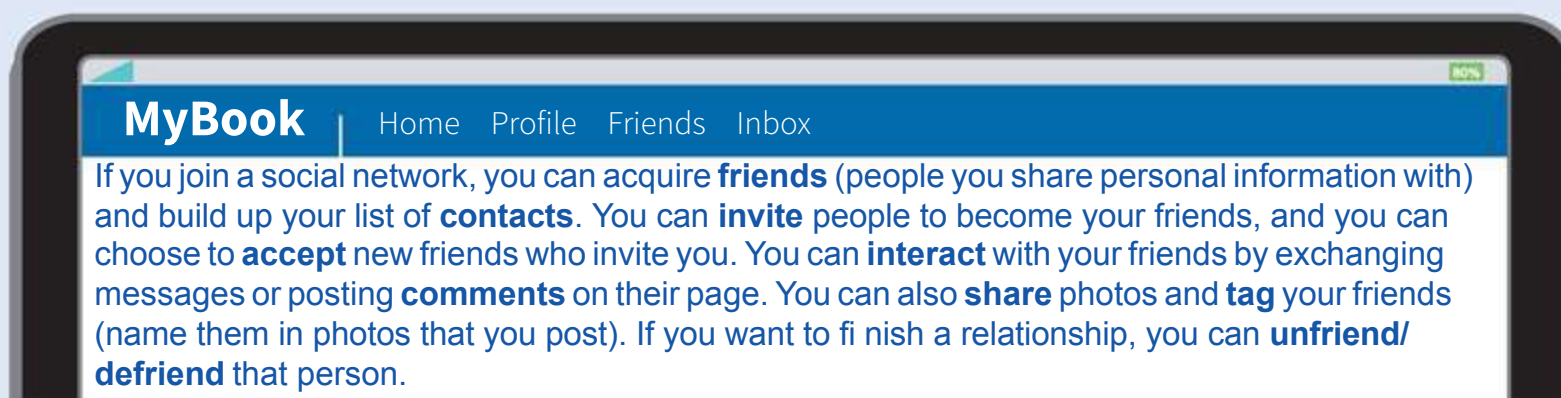 80%
MyBook Home Profile Friends Inbox
If you join a social network, you can acquire friends (people you share personal information with)
and build up your list of contacts. You can invite people to become your friends, and you can
choose to accept new friends who invite you. You can interact with your friends by exchanging
messages or posting comments on their page. You can also share photos and tag your friends
(name them in photos that you post). If you want to fi nish a relationship, you can unfriend/
defriend that person.